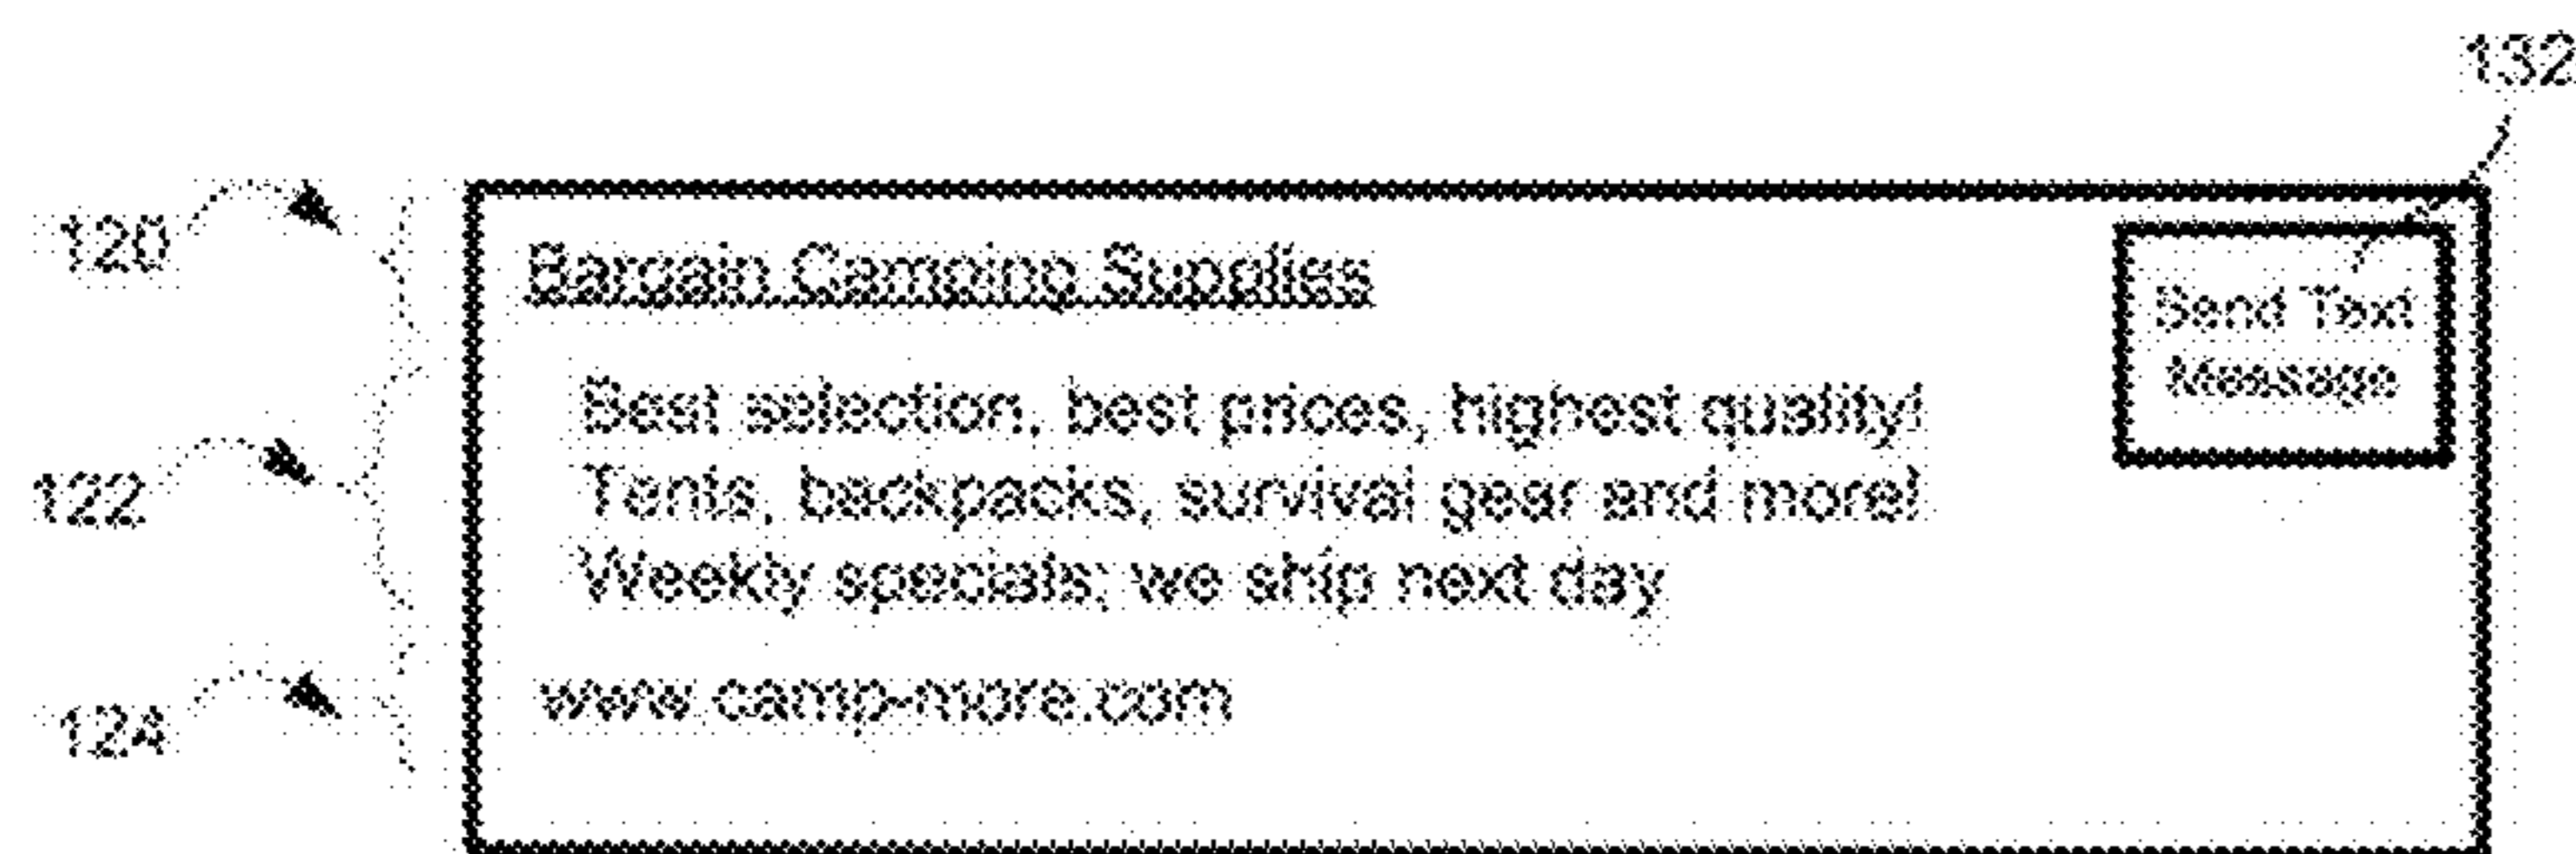 132
120
Bargain Camping Supplies
Send Text
Message
Best selection, best prices, highest quality!
122
Tents, backpacks, survival gear and more!
Weekly specials; we ship next day
124
www.camp-more.com